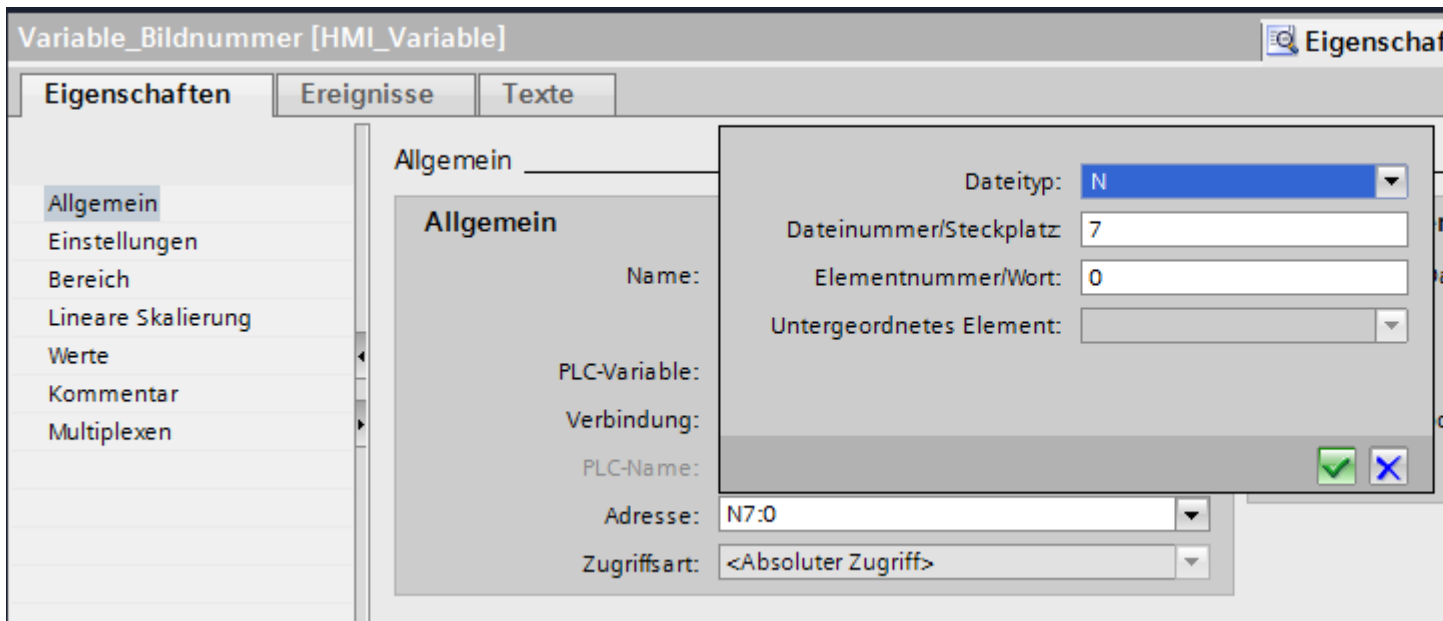 Variable_Bildnummer [HMI_Variable]
Eigenschaften Ereignisse Texte
Allgemein
Einstellungen
Bereich
Lineare Skalierung
Werte
Kommentar
Multiplexen
Allgemein
Allgemein
Name:
PLC-Variable:
Verbindung:
PLC-Name:
Adresse: N7:0
Zugriffsart: <Absoluter Zugriff>
Dateityp: N
Dateinummer/Steckplatz: 7
Elementnummer/Wort: 0
Untergeordnetes Element: